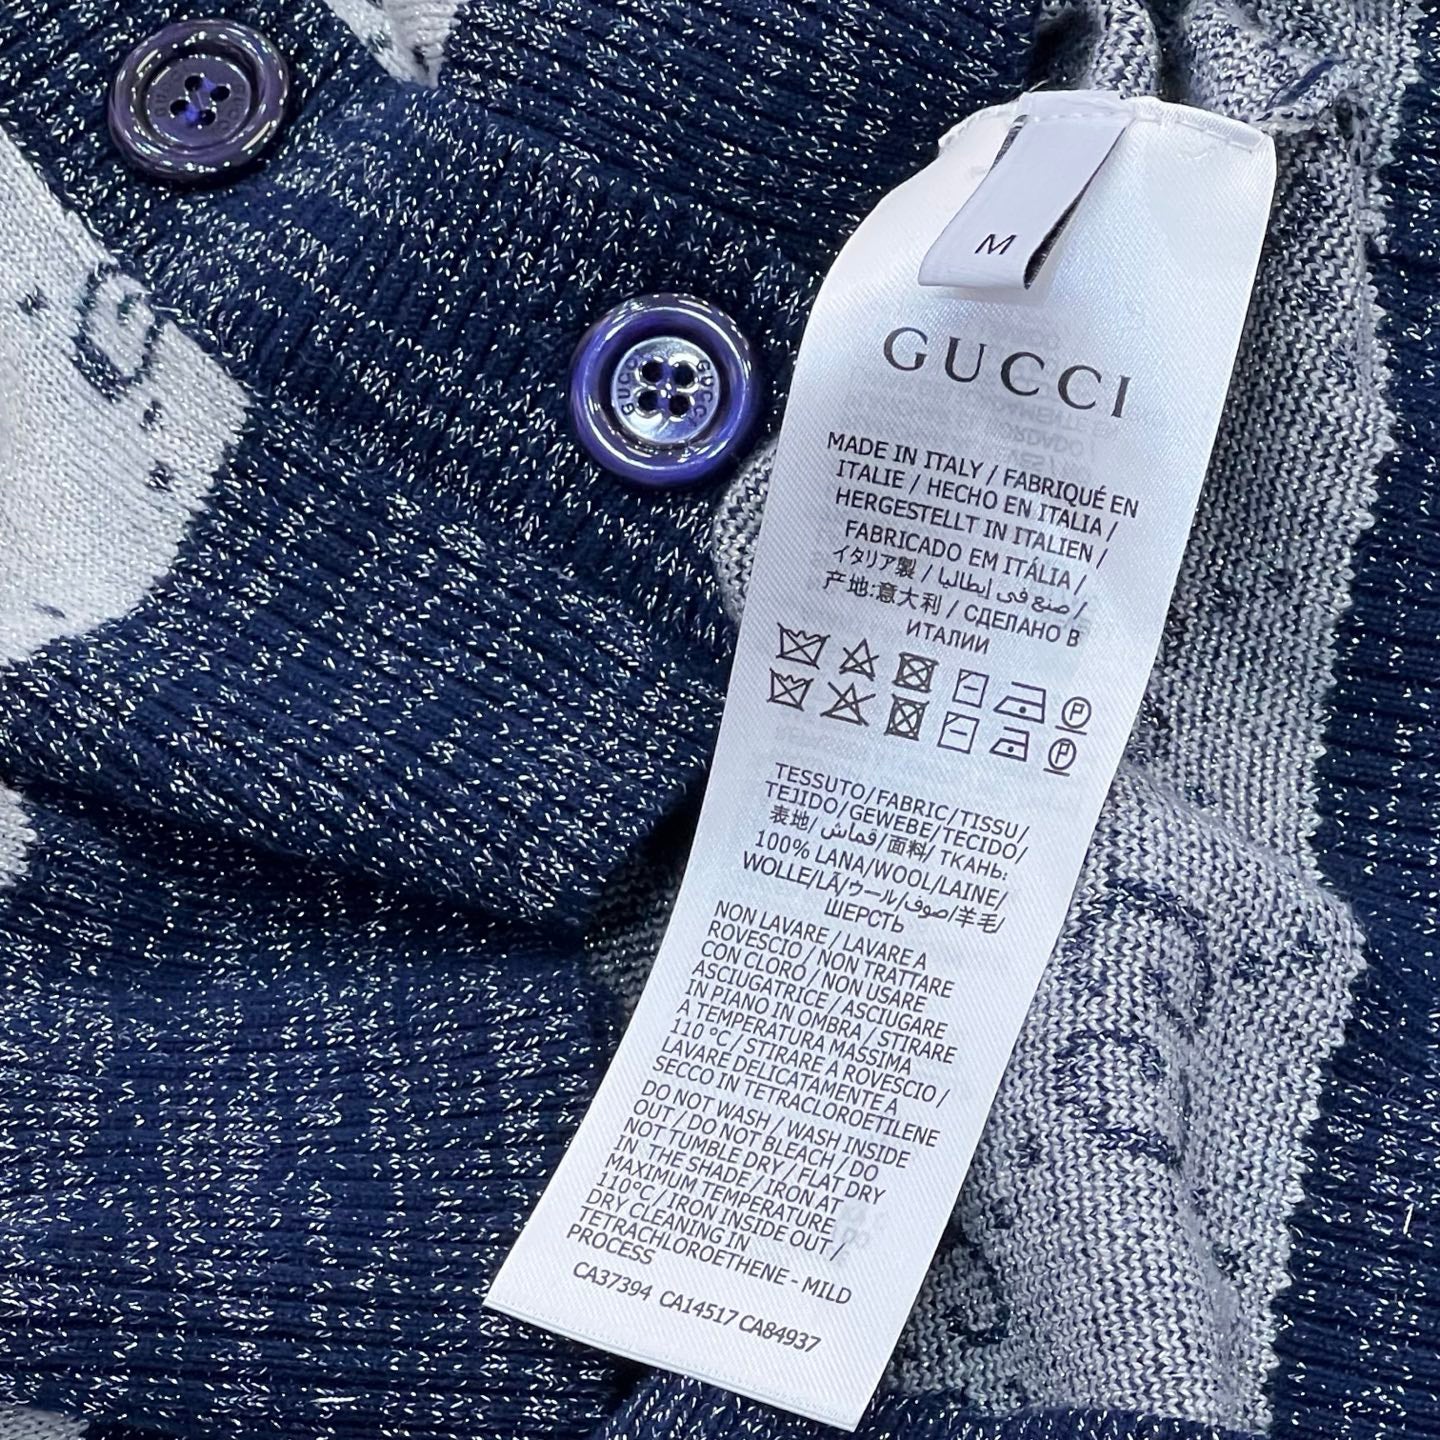 M
GUCCI
GUCCI GUCCI
MADE IN ITALY / FABRIQUÉ EN
ITALIE / HECHO EN ITALIA /
HERGESTELLT IN ITALIEN /
FABRICADO EM ITÁLIA /
イタリア製 / صنع في إيطاليا /
产地:意大利 / СДЕЛАНО В
ИТАЛИИ
P
P
TESSUTO/FABRIC/TISSU/
TEJIDO/GEWEBE/TECIDO/
表地/قماش/面料/ТКАНЬ:
100% LANA/WOOL/LAINE/
WOLLE/LÃ/ウール/صوف/羊毛/
ШЕРСТЬ
NON LAVARE / LAVARE A
ROVESCIO / NON TRATTARE
CON CLORO / NON USARE
ASCIUGATRICE / ASCIUGARE
IN PIANO IN OMBRA / STIRARE
A TEMPERATURA MASSIMA
110 °C / STIRARE A ROVESCIO /
LAVARE DELICATAMENTE A
SECCO IN TETRACLOROETILENE
DO NOT WASH / WASH INSIDE
OUT / DO NOT BLEACH / DO
NOT TUMBLE DRY / FLAT DRY
IN THE SHADE / IRON AT
MAXIMUM TEMPERATURE
110°C / IRON INSIDE OUT /
DRY CLEANING IN
TETRACHLOROETHENE - MILD
PROCESS
CA37394 CA14517 CA84937